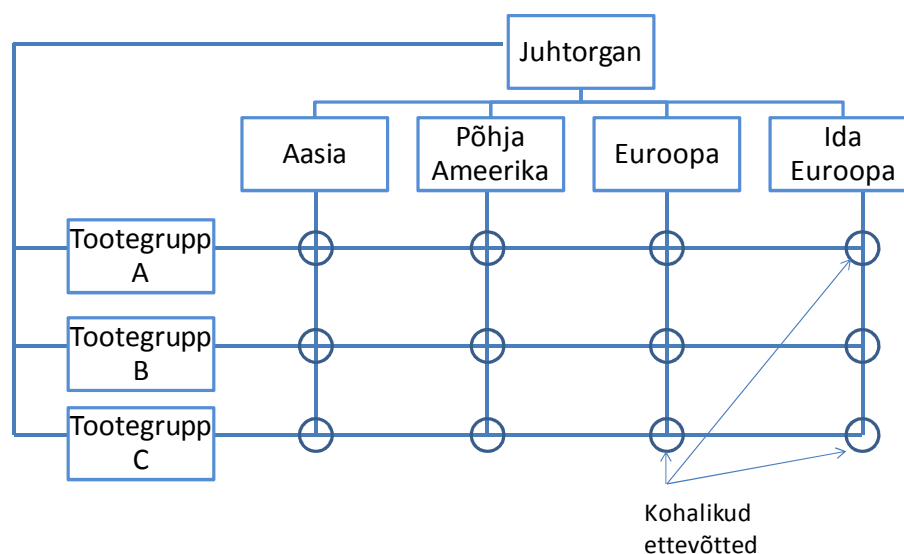 Juhtorgan
Aasia
Põhja
Ameerika
Euroopa
Ida
Euroopa
Tootegrupp
A
Tootegrupp
B
Tootegrupp
C
Kohalikud
ettevõtted